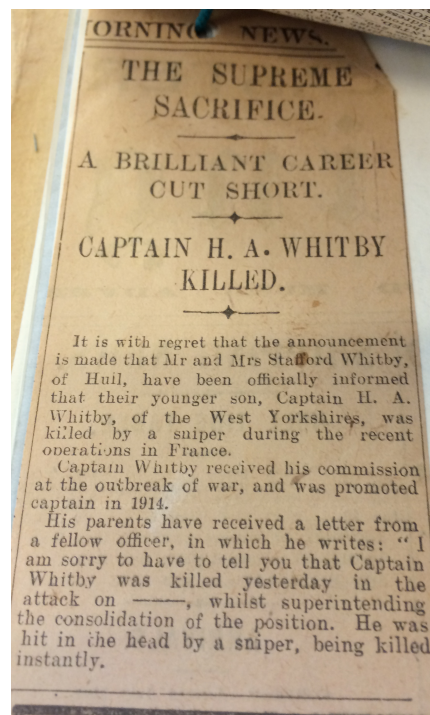 MORNING NEWS.
THE SUPREME
SACRIFICE.
A BRILLIANT CAREER
CUT SHORT.
CAPTAIN H. A. WHITBY
KILLED.
It is with regret that the announcement
is made that Mr and Mrs Stafford Whitby,
of Hull, have been officially informed
that their younger son, Captain H. A.
Whitby, of the West Yorkshires, was
killed by a sniper during the recent
operations in France.
Captain Whitby received his commission
at the outbreak of war, and was promoted
captain in 1914.
His parents have received a letter from
a fellow officer, in which he writes: "I
am sorry to have to tell you that Captain
Whitby was killed yesterday in the
attack on ——, whilst superintending
the consolidation of the position. He was
hit in the head by a sniper, being killed
instantly.